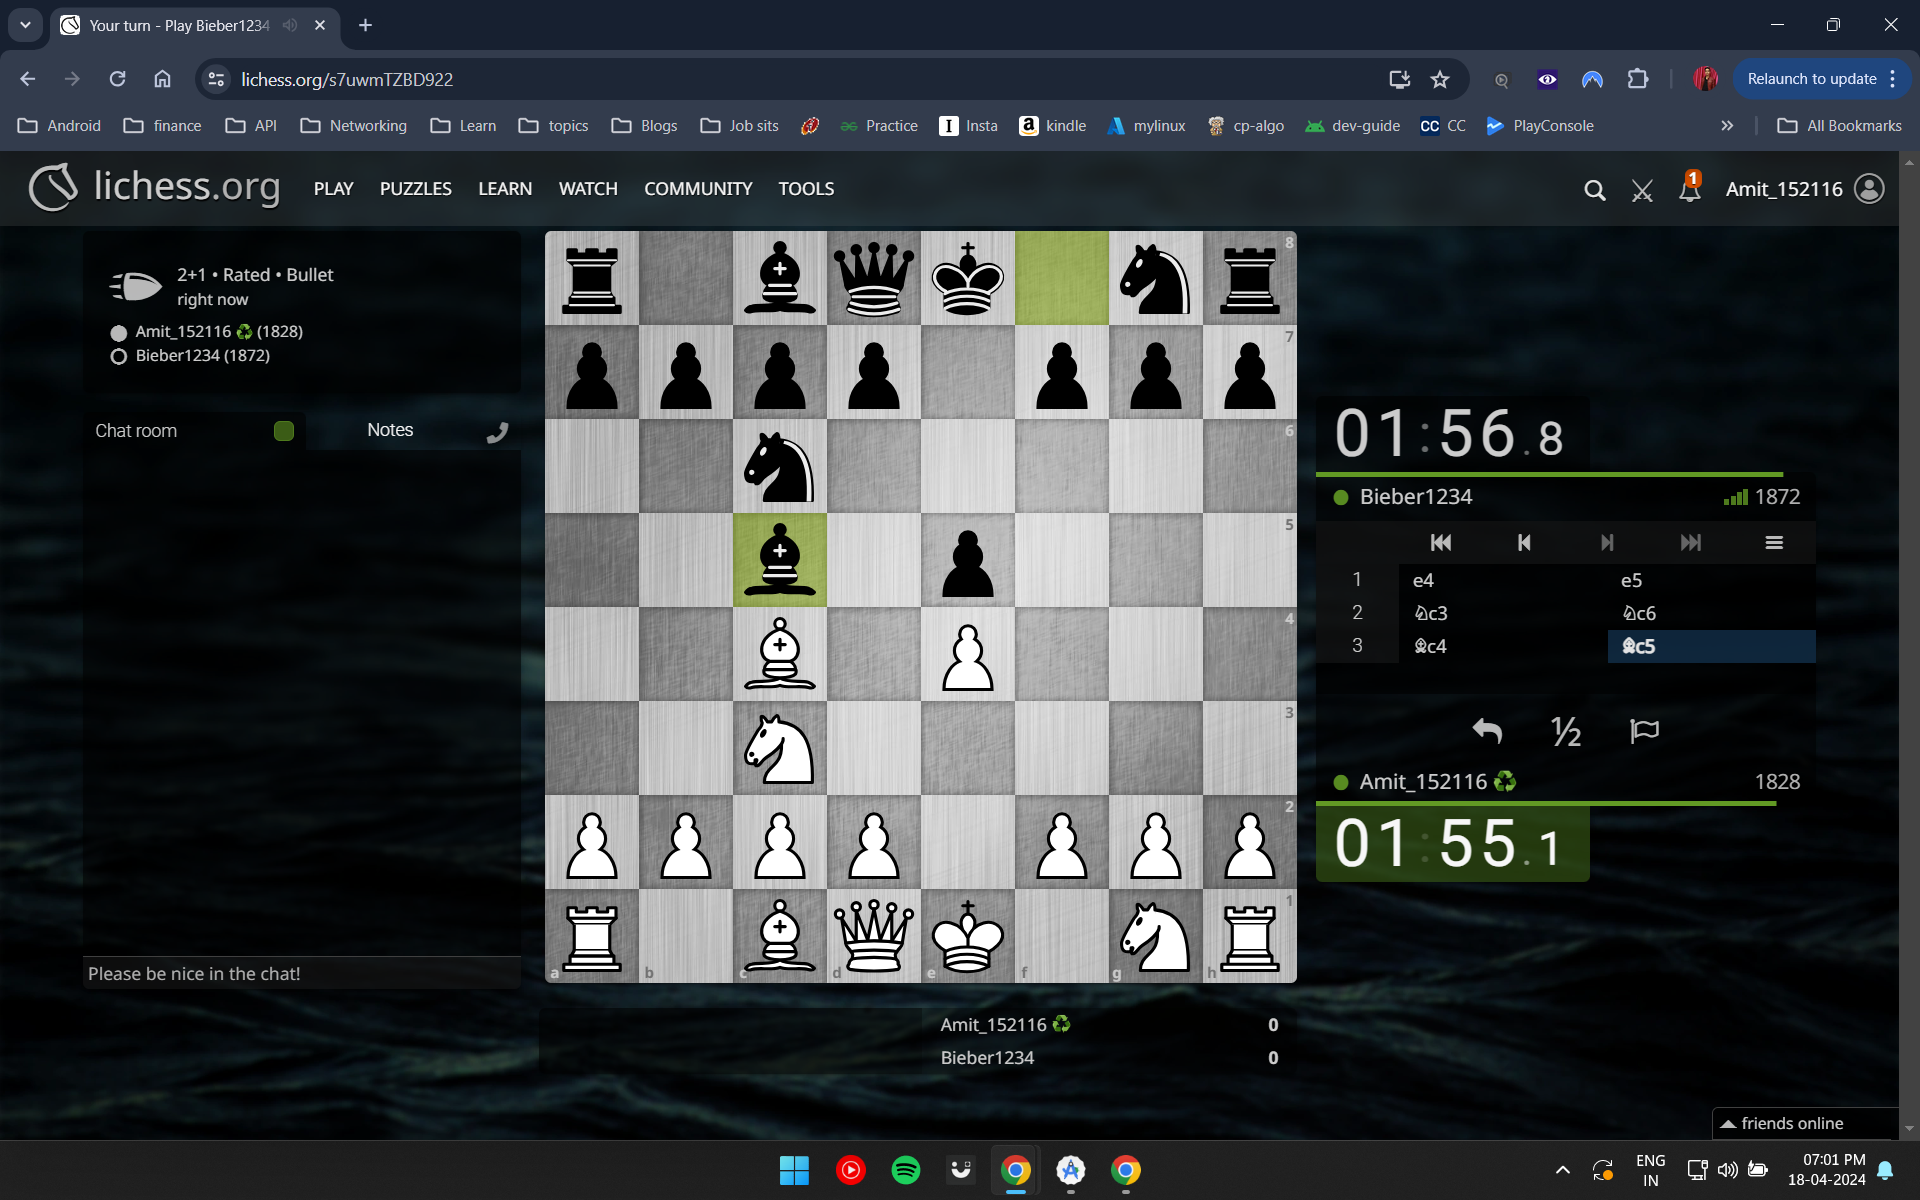 Your turn - Play Bieber1234
lichess.org/s7uwmTZBD922
Relaunch to update
Android
finance
API
Networking
Learn
topics
Blogs
Job sits
Practice
I Insta
a kindle
mylinux
cp-algo
dev-guide
CC CC
PlayConsole
All Bookmarks
lichess.org
PLAY
PUZZLES
LEARN
WATCH
COMMUNITY
TOOLS
1
Amit_152116
2+1 • Rated • Bullet
right now
Amit_152116 (1828)
Bieber1234 (1872)
Chat room
Notes
Please be nice in the chat!
8
7
6
5
4
3
2
1
a b c d e f g h
01:56.8
Bieber1234 1872
1 e4 e5
2 ♘c3 ♘c6
3 ♗c4 ♝c5
½
Amit_152116 1828
01:55.1
Amit_152116 0
Bieber1234 0
friends online
ENG
IN
07:01 PM
18-04-2024